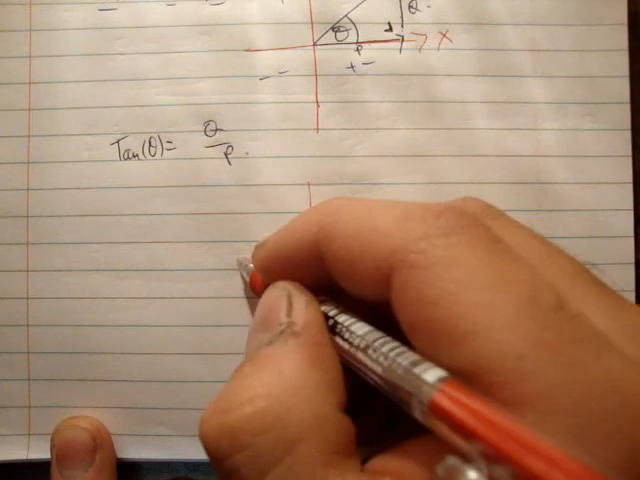 Q.
θ
P
X
- -
+ -
Tan(θ) = Q
P.